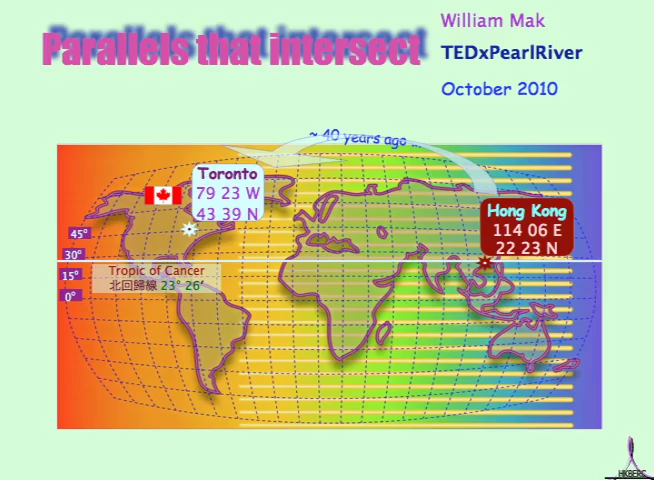 Parallels that intersect
William Mak
TEDxPearlRiver
October 2010
~ 40 years ago ...
Toronto
79 23 W
43 39 N
Hong Kong
114 06 E
22 23 N
45°
30°
15°
0°
Tropic of Cancer
北回歸線 23° 26'
HKBERC